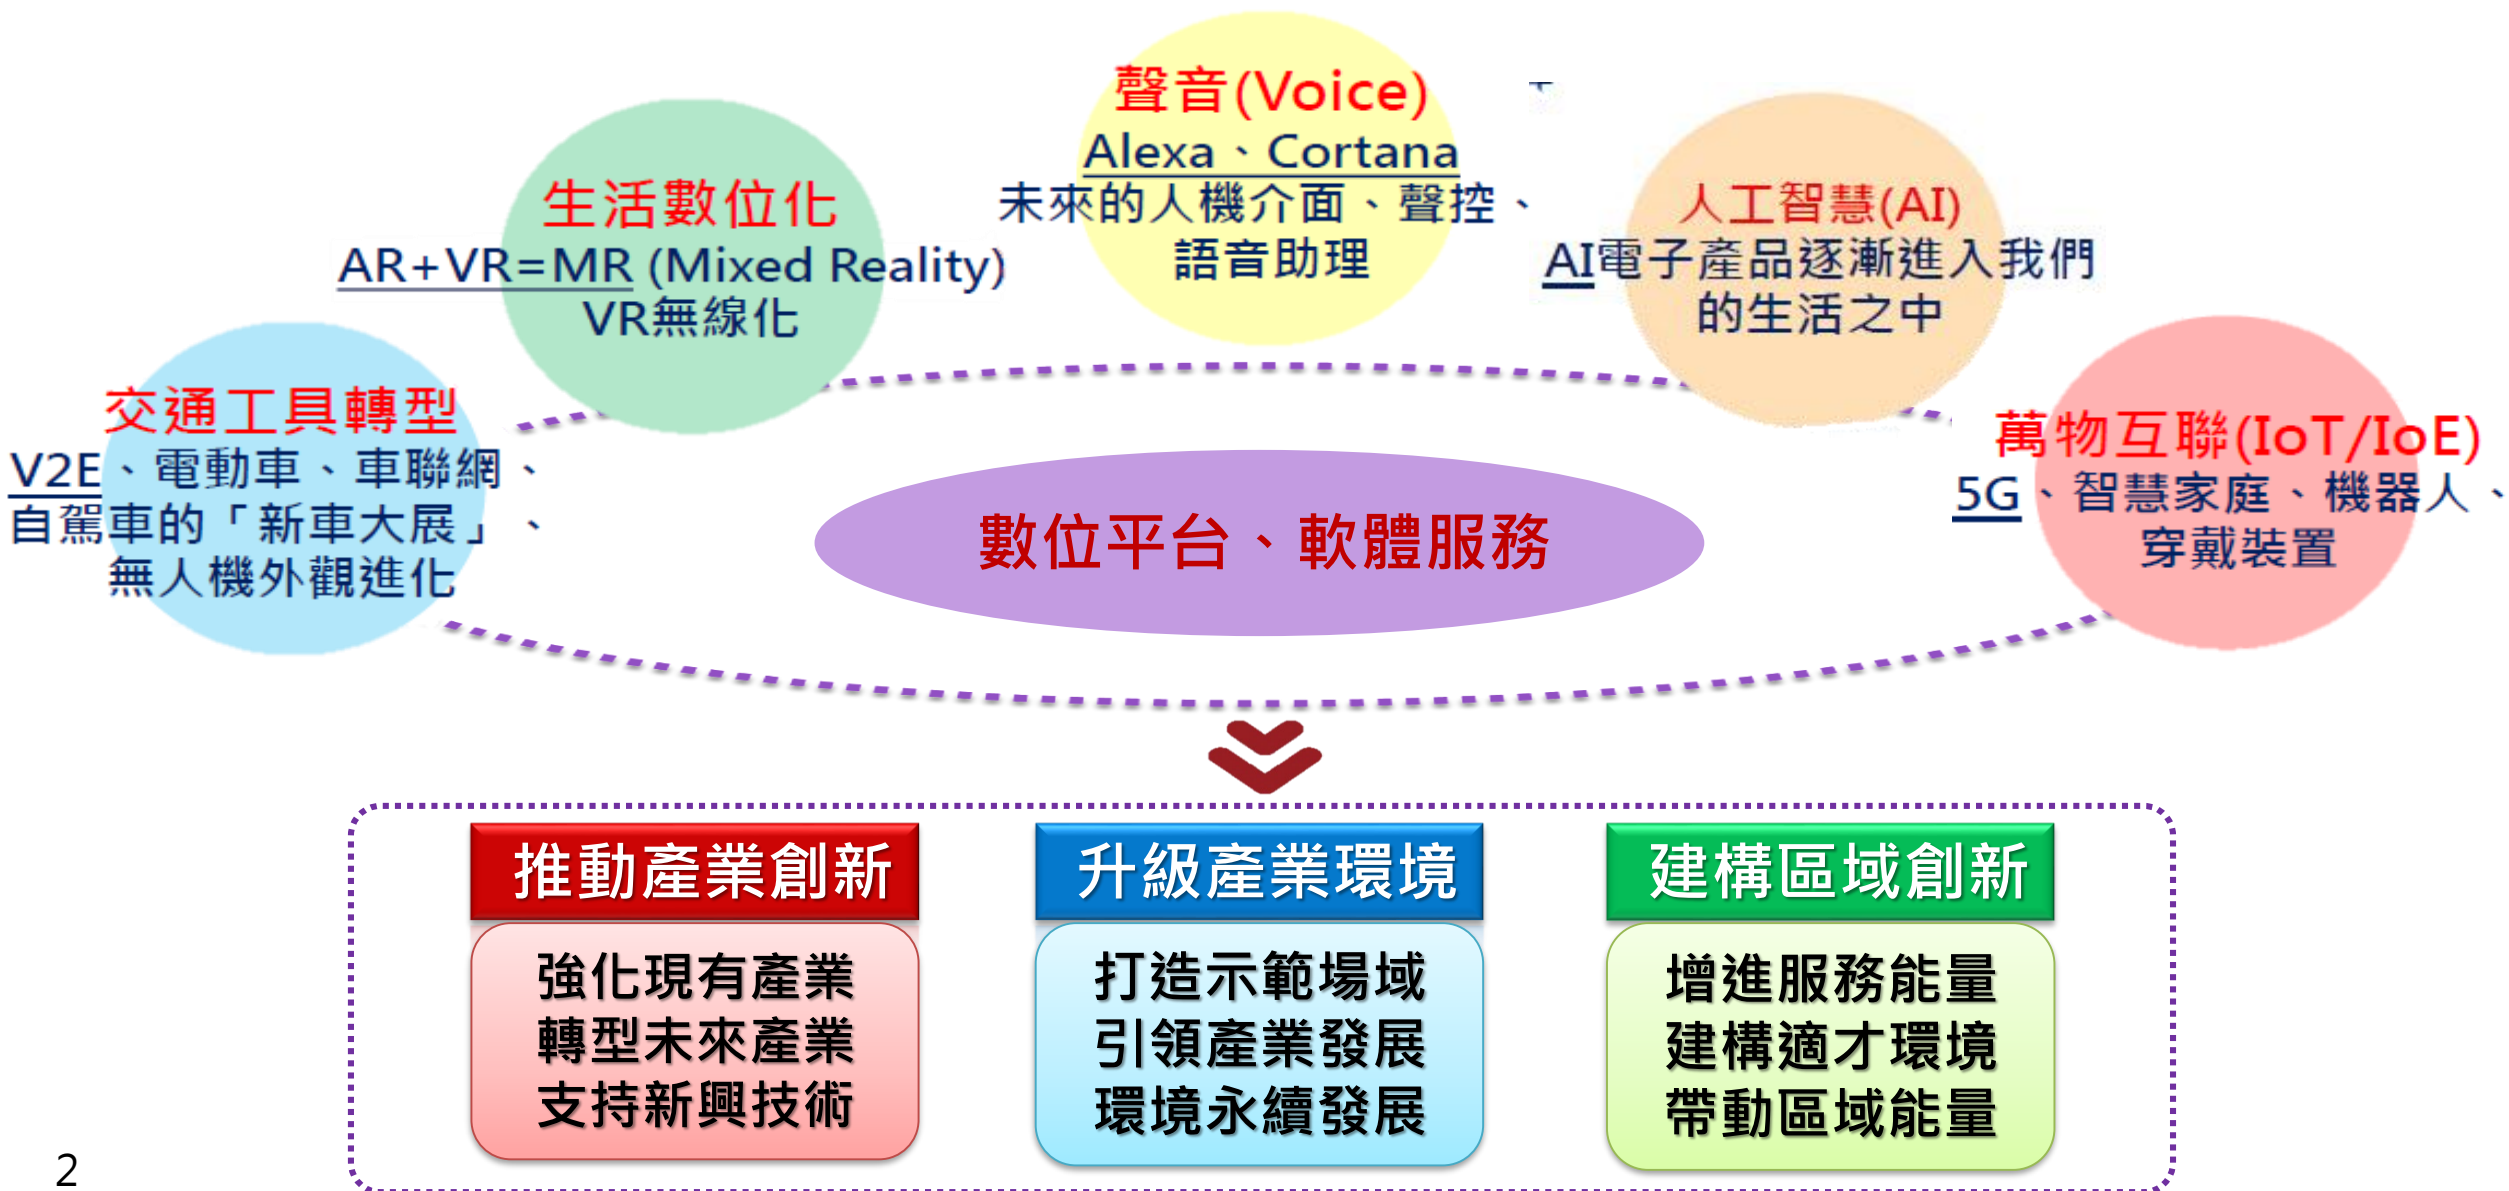 交通工具轉型
V2E、電動車、車聯網、
自駕車的「新車大展」、
無人機外觀進化
生活數位化
AR+VR=MR (Mixed Reality)
VR無線化
聲音(Voice)
Alexa、Cortana
未來的人機介面、聲控、
語音助理
人工智慧(AI)
AI電子產品逐漸進入我們
的生活之中
萬物互聯(IoT/IoE)
5G、智慧家庭、機器人、
穿戴裝置
數位平台、軟體服務
推動產業創新
強化現有產業
轉型未來產業
支持新興技術
升級產業環境
打造示範場域
引領產業發展
環境永續發展
建構區域創新
增進服務能量
建構適才環境
帶動區域能量
2